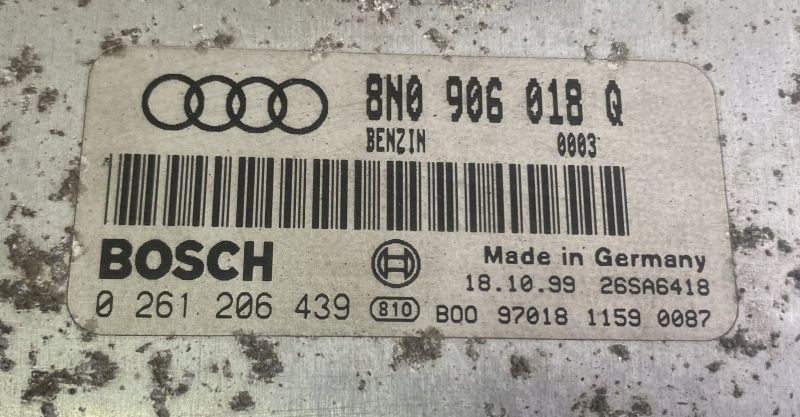 8N0 906 018 Q
BENZIN 0003
BOSCH Made in Germany
18.10.99 26SA6418
0 261 206 439 810 B00 97018 1159 0087